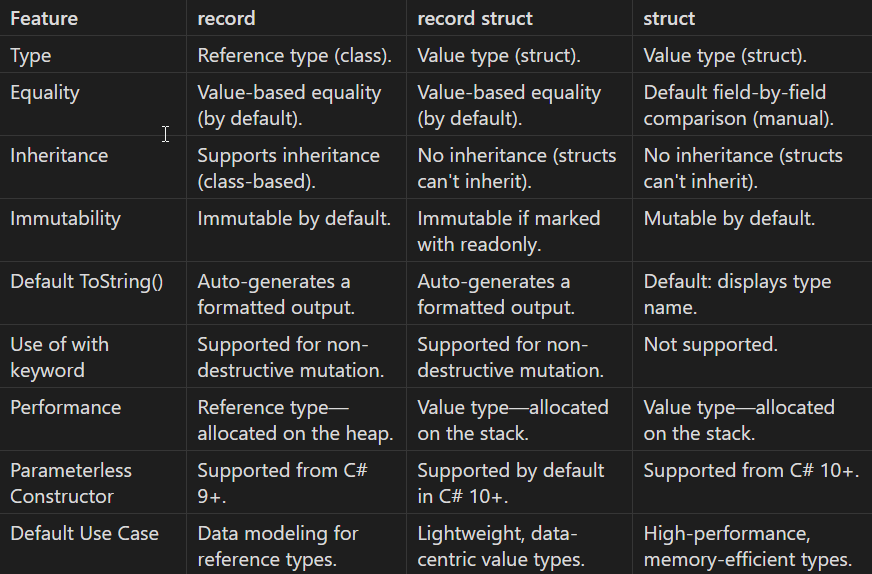 Feature record record struct struct
Type Reference type (class). Value type (struct). Value type (struct).
Equality Value-based equality Value-based equality Default field-by-field
(by default). (by default). comparison (manual).
Inheritance Supports inheritance No inheritance (structs No inheritance (structs
(class-based). can't inherit). can't inherit).
Immutability Immutable by default. Immutable if marked Mutable by default.
with readonly.
Default ToString() Auto-generates a Auto-generates a Default: displays type
formatted output. formatted output. name.
Use of with Supported for non- Supported for non- Not supported.
keyword destructive mutation. destructive mutation.
Performance Reference type— Value type—allocated Value type—allocated
allocated on the heap. on the stack. on the stack.
Parameterless Supported from C# Supported by default Supported from C# 10+.
Constructor 9+. in C# 10+.
Default Use Case Data modeling for Lightweight, data- High-performance,
reference types. centric value types. memory-efficient types.